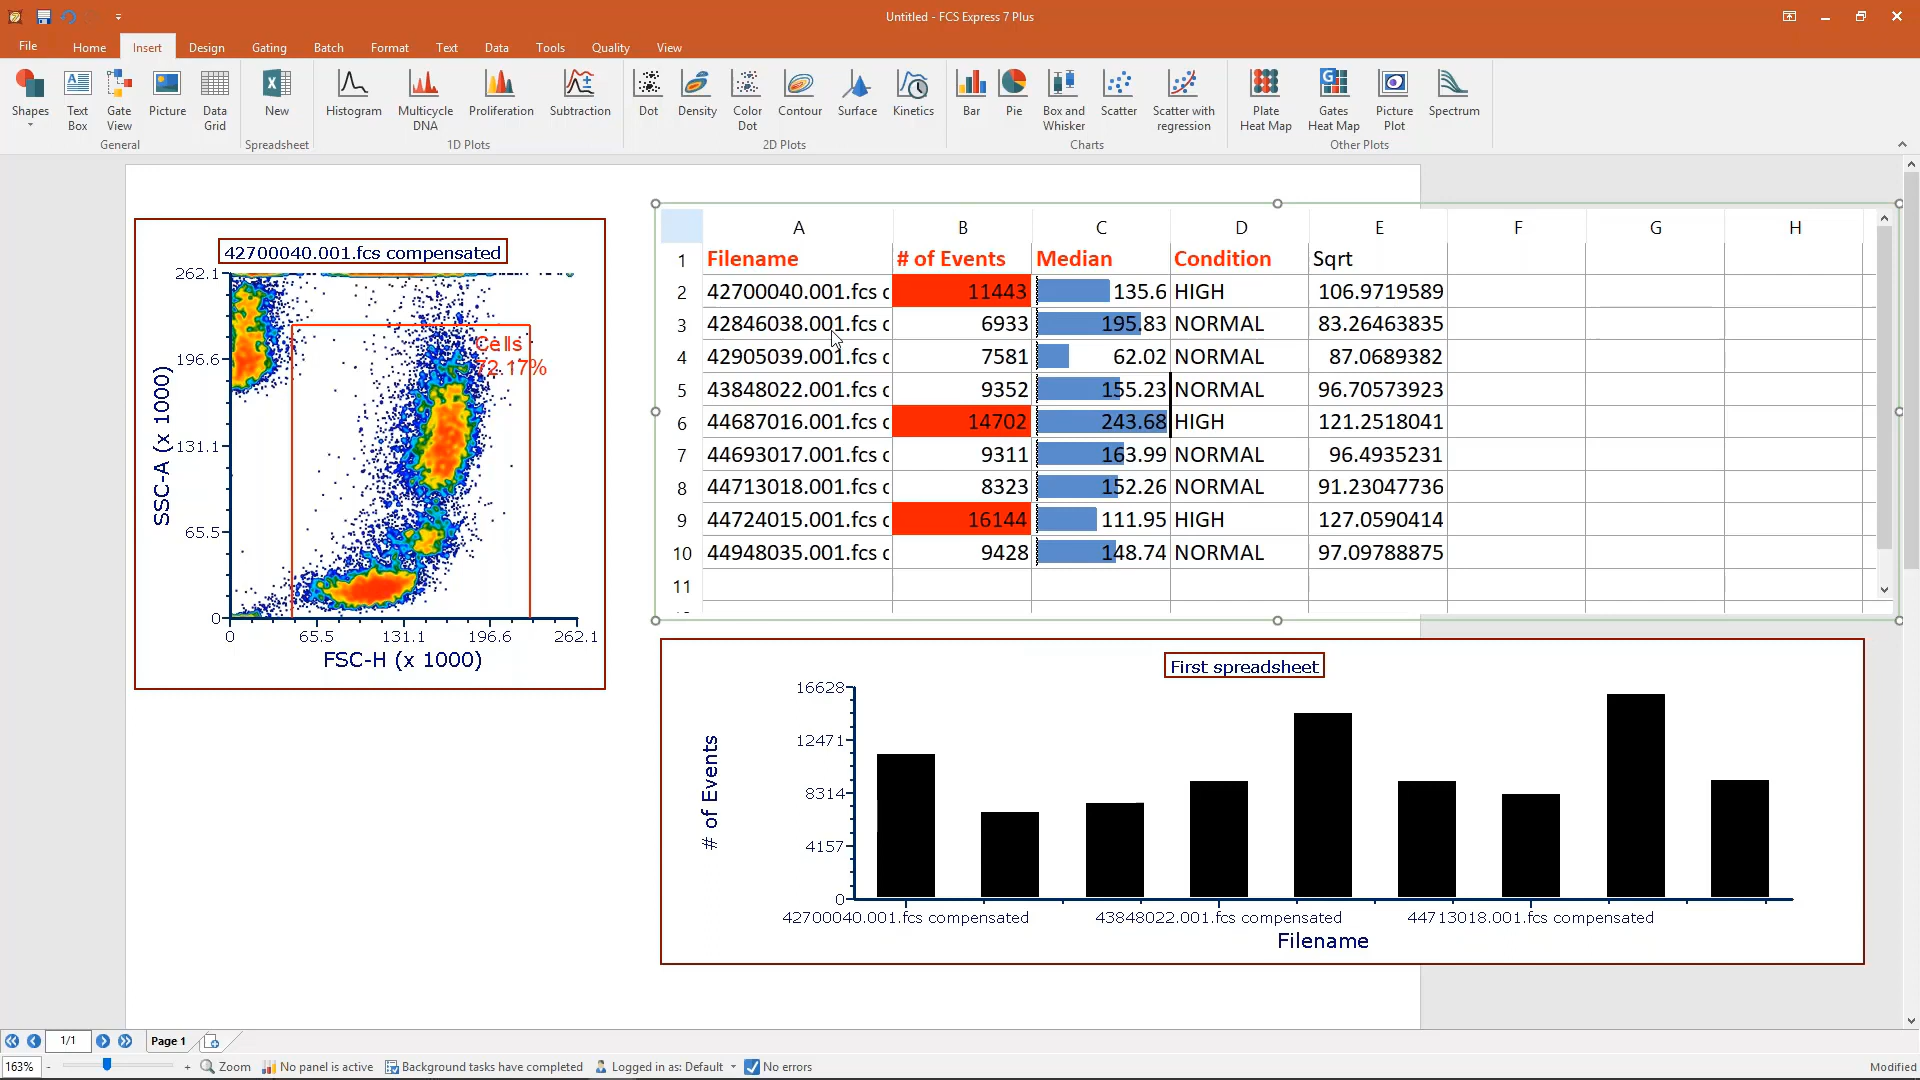 Untitled - FCS Express 7 Plus
File Home Insert Design Gating Batch Format Text Data Tools Quality View
Shapes Text Box Gate View Picture Data Grid New Histogram Multicycle DNA Proliferation Subtraction Dot Density Color Dot Contour Surface Kinetics Bar Pie Box and Whisker Scatter Scatter with regression Plate Heat Map Gates Heat Map Picture Plot Spectrum
General Spreadsheet 1D Plots 2D Plots Charts Other Plots
42700040.001.fcs compensated
262.1
196.6
131.1
65.5
0
SSC-A (x 1000)
Cells
72.17%
0 65.5 131.1 196.6 262.1
FSC-H (x 1000)
A B C D E F G H
1 Filename # of Events Median Condition Sqrt
2 42700040.001.fcs c 11443 135.6 HIGH 106.9719589
3 42846038.001.fcs c 6933 195.83 NORMAL 83.26463835
4 42905039.001.fcs c 7581 62.02 NORMAL 87.0689382
5 43848022.001.fcs c 9352 155.23 NORMAL 96.70573923
6 44687016.001.fcs c 14702 243.68 HIGH 121.2518041
7 44693017.001.fcs c 9311 163.99 NORMAL 96.4935231
8 44713018.001.fcs c 8323 152.26 NORMAL 91.23047736
9 44724015.001.fcs c 16144 111.95 HIGH 127.0590414
10 44948035.001.fcs c 9428 148.74 NORMAL 97.09788875
11
First spreadsheet
16628
12471
8314
4157
0
# of Events
42700040.001.fcs compensated 43848022.001.fcs compensated 44713018.001.fcs compensated
Filename
1/1 Page 1
163% - + Zoom No panel is active Background tasks have completed Logged in as: Default No errors Modified